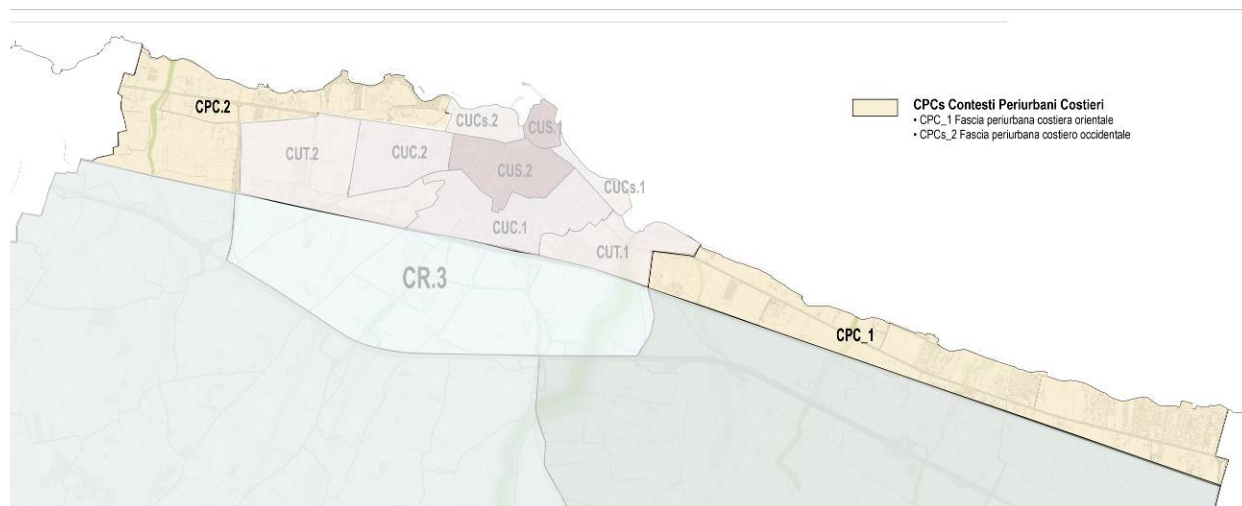 CPC.2
CUCs.2
CUS.1
CPCs Contesti Periurbani Costieri
• CPC_1 Fascia periurbana costiera orientale
• CPCs_2 Fascia periurbana costiero occidentale
CUT.2
CUC.2
CUS.2
CUCs.1
CUC.1
CUT.1
CR.3
CPC_1